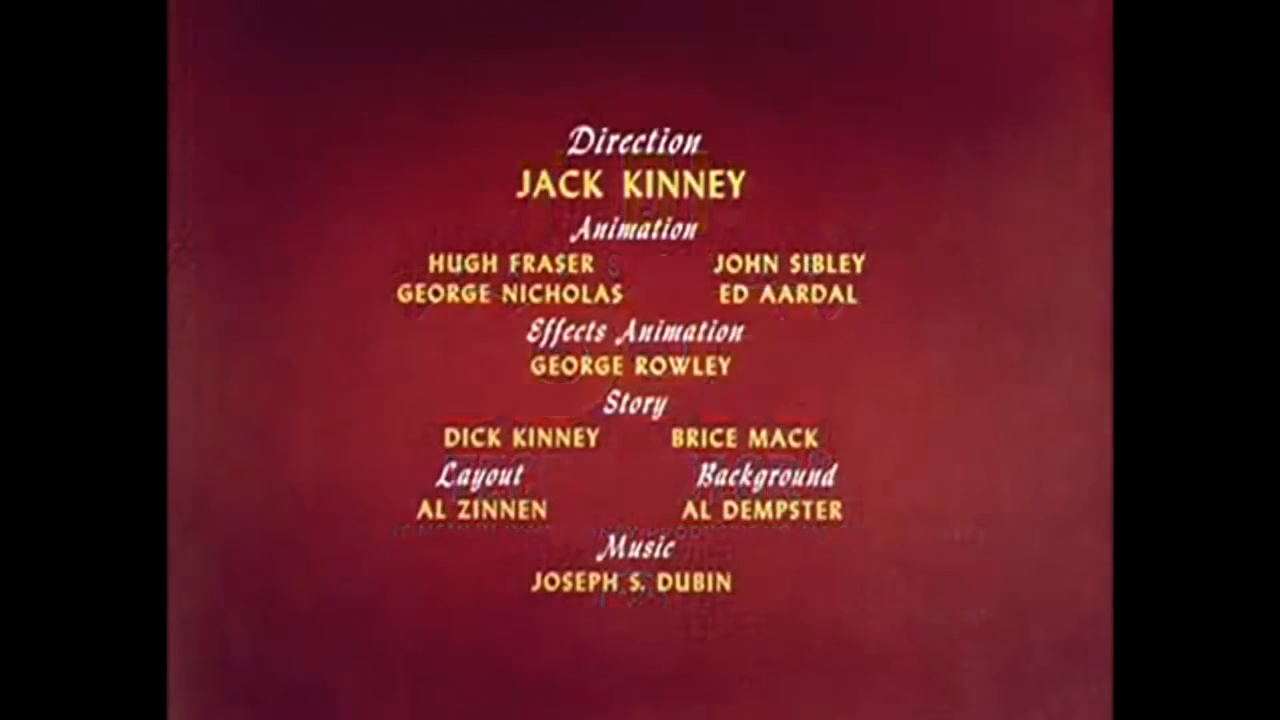 Direction
JACK KINNEY
Animation
HUGH FRASER JOHN SIBLEY
GEORGE NICHOLAS ED AARDAL
Effects Animation
GEORGE ROWLEY
Story
DICK KINNEY BRICE MACK
Layout Background
AL ZINNEN AL DEMPSTER
Music
JOSEPH S. DUBIN